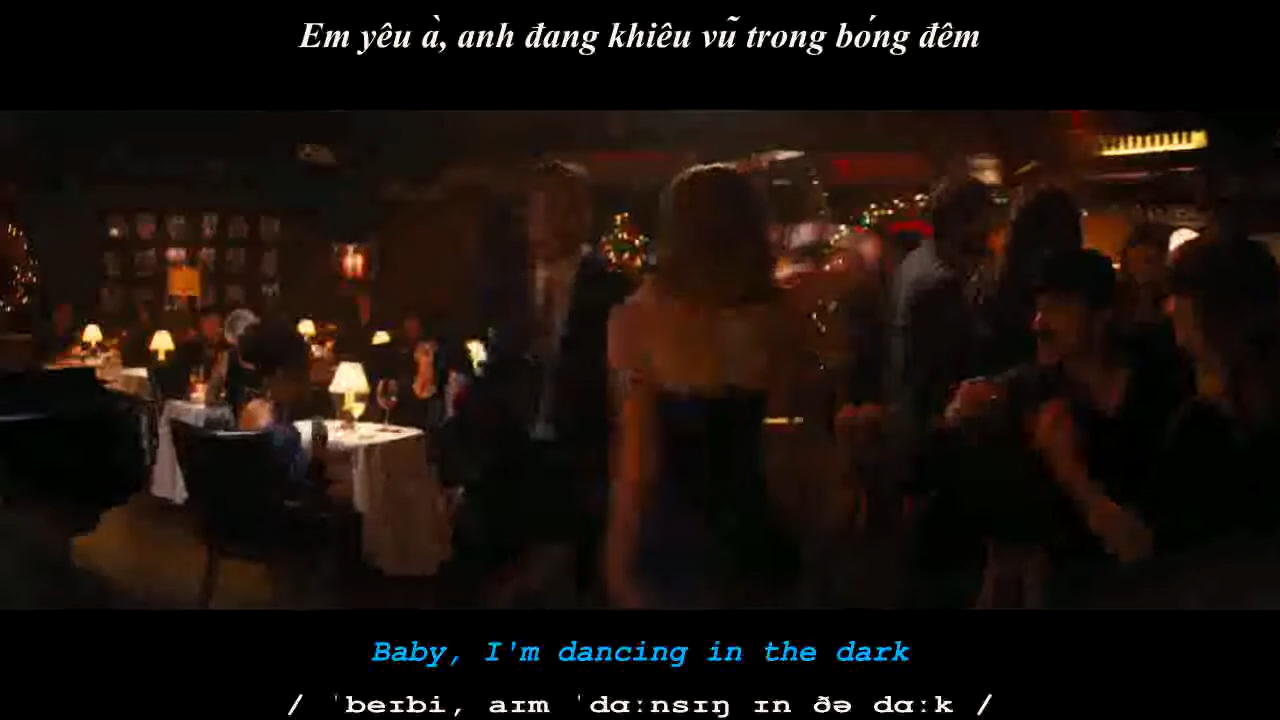 Em yêu à, anh đang khiêu vũ trong bóng đêm
Baby, I'm dancing in the dark
/ ˈbeɪbi, aɪm ˈdɑːnsɪŋ ɪn ðə dɑːk /